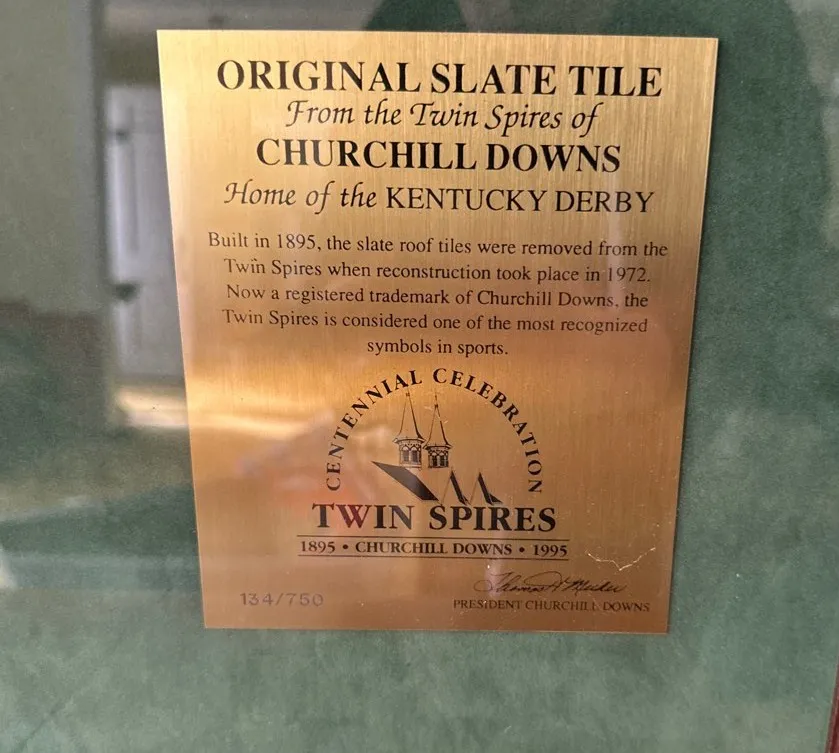 ORIGINAL SLATE TILE
From the Twin Spires of
CHURCHILL DOWNS
Home of the KENTUCKY DERBY
Built in 1895, the slate roof tiles were removed from the
Twin Spires when reconstruction took place in 1972.
Now a registered trademark of Churchill Downs, the
Twin Spires is considered one of the most recognized
symbols in sports.
CENTENNIAL CELEBRATION
TWIN SPIRES
1895 • CHURCHILL DOWNS • 1995
134/750
Thomas H Meeker
PRESIDENT CHURCHILL DOWNS